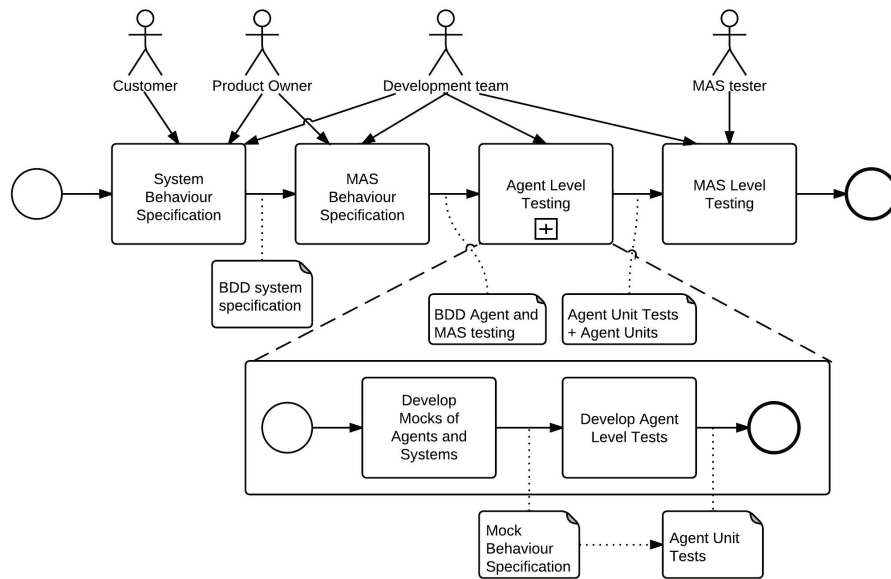 Customer
Product Owner
Development team
MAS tester
System
Behaviour
Specification
MAS
Behaviour
Specification
Agent Level
Testing
MAS Level
Testing
BDD system
specification
BDD Agent and
MAS testing
Agent Unit Tests
+ Agent Units
Develop
Mocks of
Agents and
Systems
Develop Agent
Level Tests
Mock
Behaviour
Specification
Agent Unit
Tests